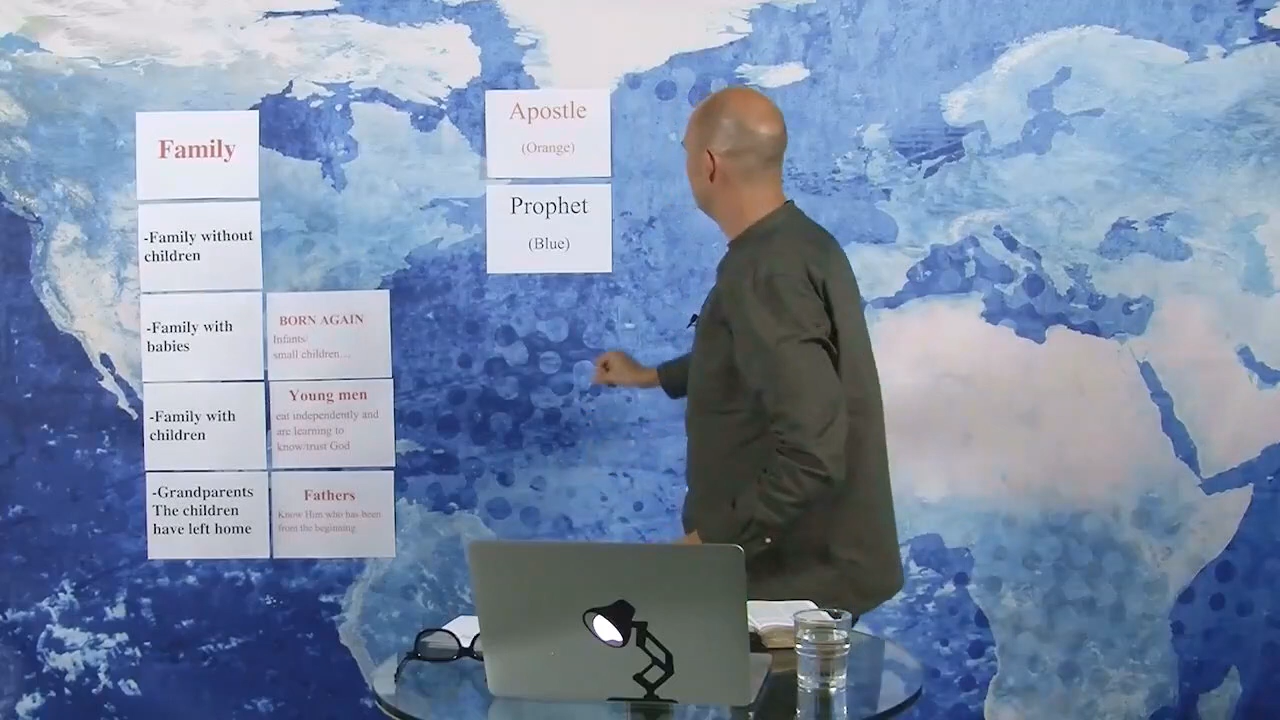 Family
-Family without
children
-Family with
babies
-Family with
children
-Grandparents
The children
have left home
BORN AGAIN
Infants/
small children...
Young men
eat independently and
are learning to
know/trust God
Fathers
Know Him who has been
from the beginning.
Apostle
(Orange)
Prophet
(Blue)